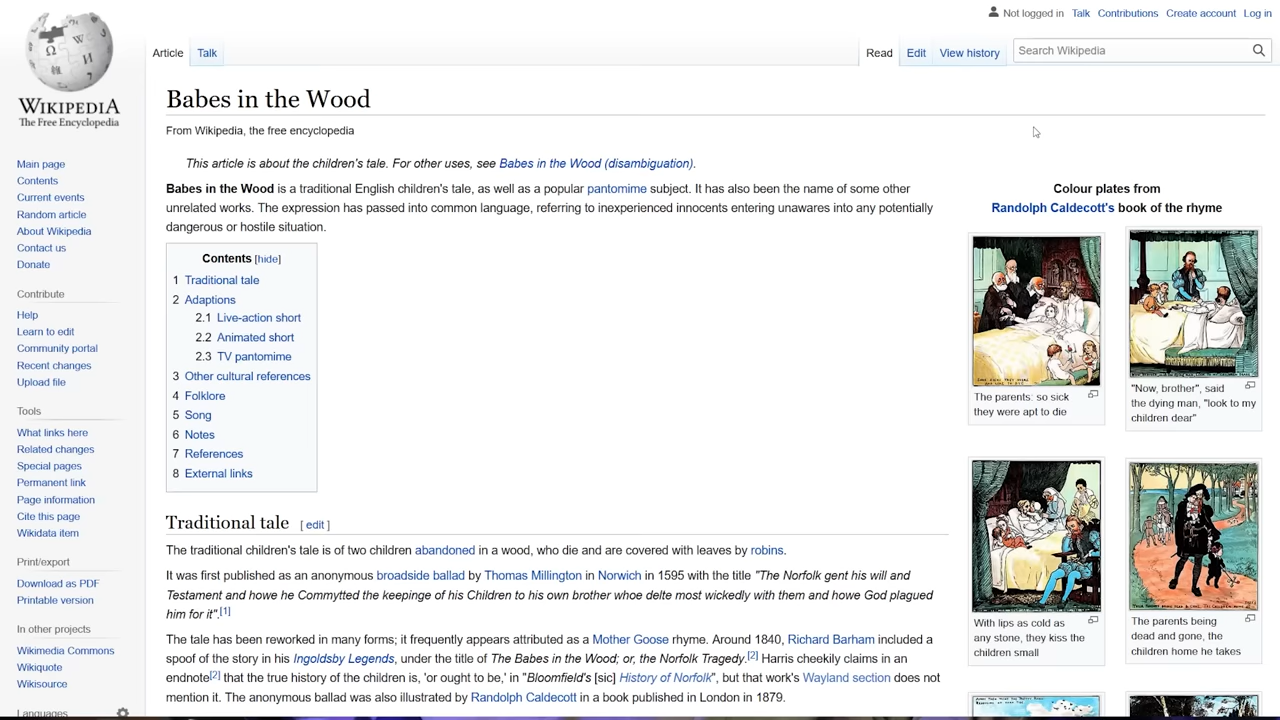 Not logged in Talk Contributions Create account Log in
Article Talk Read Edit View history Search Wikipedia
WIKIPEDIA
The Free Encyclopedia
Main page
Contents
Current events
Random article
About Wikipedia
Contact us
Donate
Contribute
Help
Learn to edit
Community portal
Recent changes
Upload file
Tools
What links here
Related changes
Special pages
Permanent link
Page information
Cite this page
Wikidata item
Print/export
Download as PDF
Printable version
In other projects
Wikimedia Commons
Wikiquote
Wikisource
Languages
Babes in the Wood
From Wikipedia, the free encyclopedia
This article is about the children's tale. For other uses, see Babes in the Wood (disambiguation).
Babes in the Wood is a traditional English children's tale, as well as a popular pantomime subject. It has also been the name of some other
unrelated works. The expression has passed into common language, referring to inexperienced innocents entering unawares into any potentially
dangerous or hostile situation.
Contents [hide]
1 Traditional tale
2 Adaptions
2.1 Live-action short
2.2 Animated short
2.3 TV pantomime
3 Other cultural references
4 Folklore
5 Song
6 Notes
7 References
8 External links
Traditional tale [ edit ]
The traditional children's tale is of two children abandoned in a wood, who die and are covered with leaves by robins.
It was first published as an anonymous broadside ballad by Thomas Millington in Norwich in 1595 with the title "The Norfolk gent his will and
Testament and howe he Commytted the keepinge of his Children to his own brother whoe delte most wickedly with them and howe God plagued
him for it".[1]
The tale has been reworked in many forms; it frequently appears attributed as a Mother Goose rhyme. Around 1840, Richard Barham included a
spoof of the story in his Ingoldsby Legends, under the title of The Babes in the Wood; or, the Norfolk Tragedy.[2] Harris cheekily claims in an
endnote[2] that the true history of the children is, 'or ought to be,' in "Bloomfield's [sic] History of Norfolk", but that work's Wayland section does not
mention it. The anonymous ballad was also illustrated by Randolph Caldecott in a book published in London in 1879.
Colour plates from
Randolph Caldecott's book of the rhyme
The parents: so sick
they were apt to die
"Now, brother", said
the dying man, "look to my
children dear"
With lips as cold as
any stone, they kiss the
children small
The parents being
dead and gone, the
children home he takes